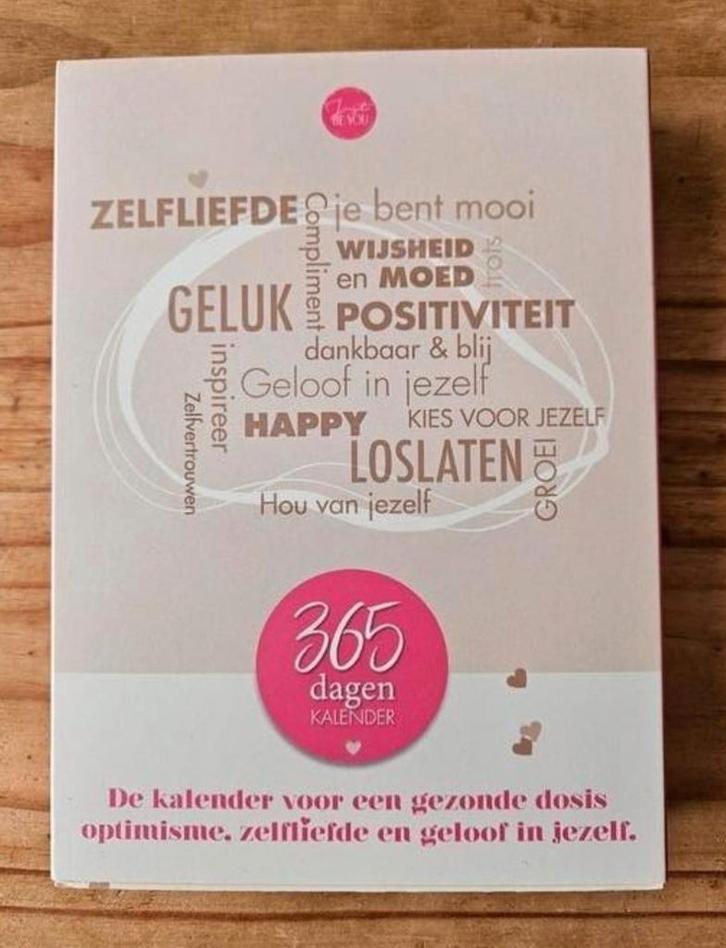 Just
BE YOU
ZELFLIEFDE
Compliment
je bent mooi
WIJSHEID
en MOED
trots
GELUK
POSITIVITEIT
dankbaar & blij
inspireer
Geloof in jezelf
Zelfvertrouwen
HAPPY
KIES VOOR JEZELF
LOSLATEN
GROEI
Hou van jezelf
365
dagen
KALENDER
De kalender voor een gezonde dosis
optimisme, zelfliefde en geloof in jezelf.